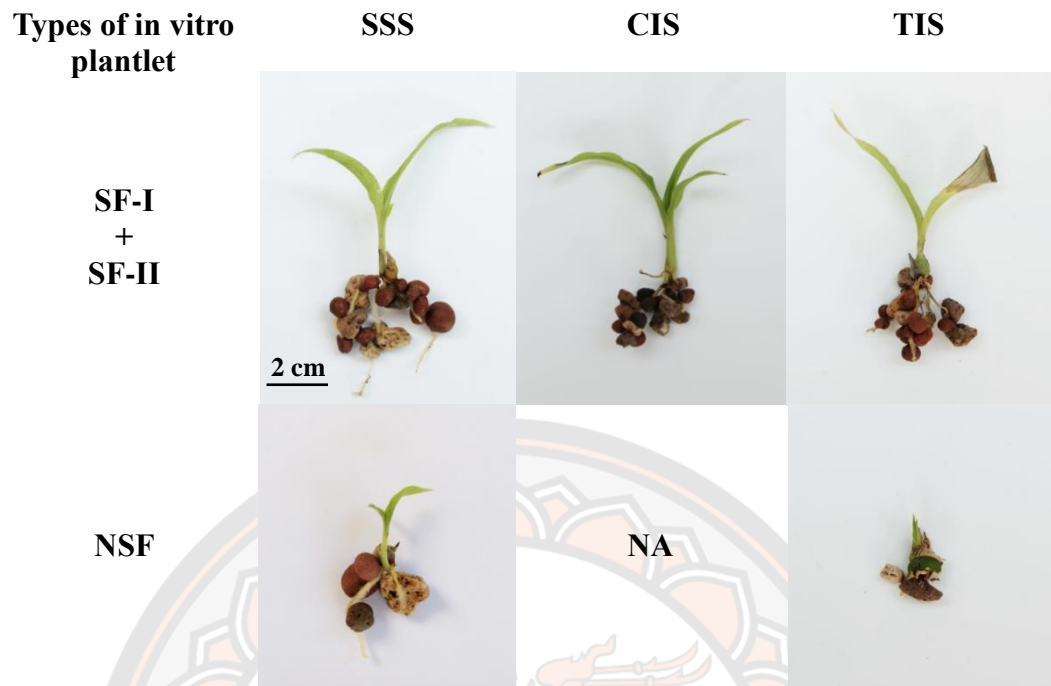 Types of in vitro
plantlet
SSS
CIS
TIS
SF-I
+
SF-II
2 cm
NSF
NA